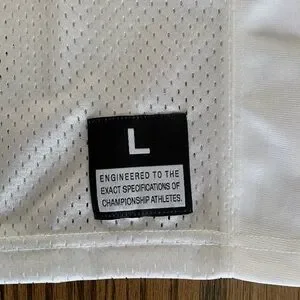 L
ENGINEERED TO THE
EXACT SPECIFICATIONS OF
CHAMPIONSHIP ATHLETES.